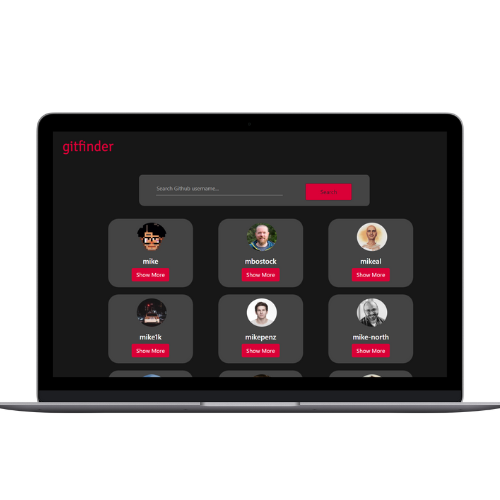 gitfinder
Search Github username...
Search
mike
mbostock
mikeal
Show More
Show More
Show More
mike1k
mikepenz
mike-north
Show More
Show More
Show More